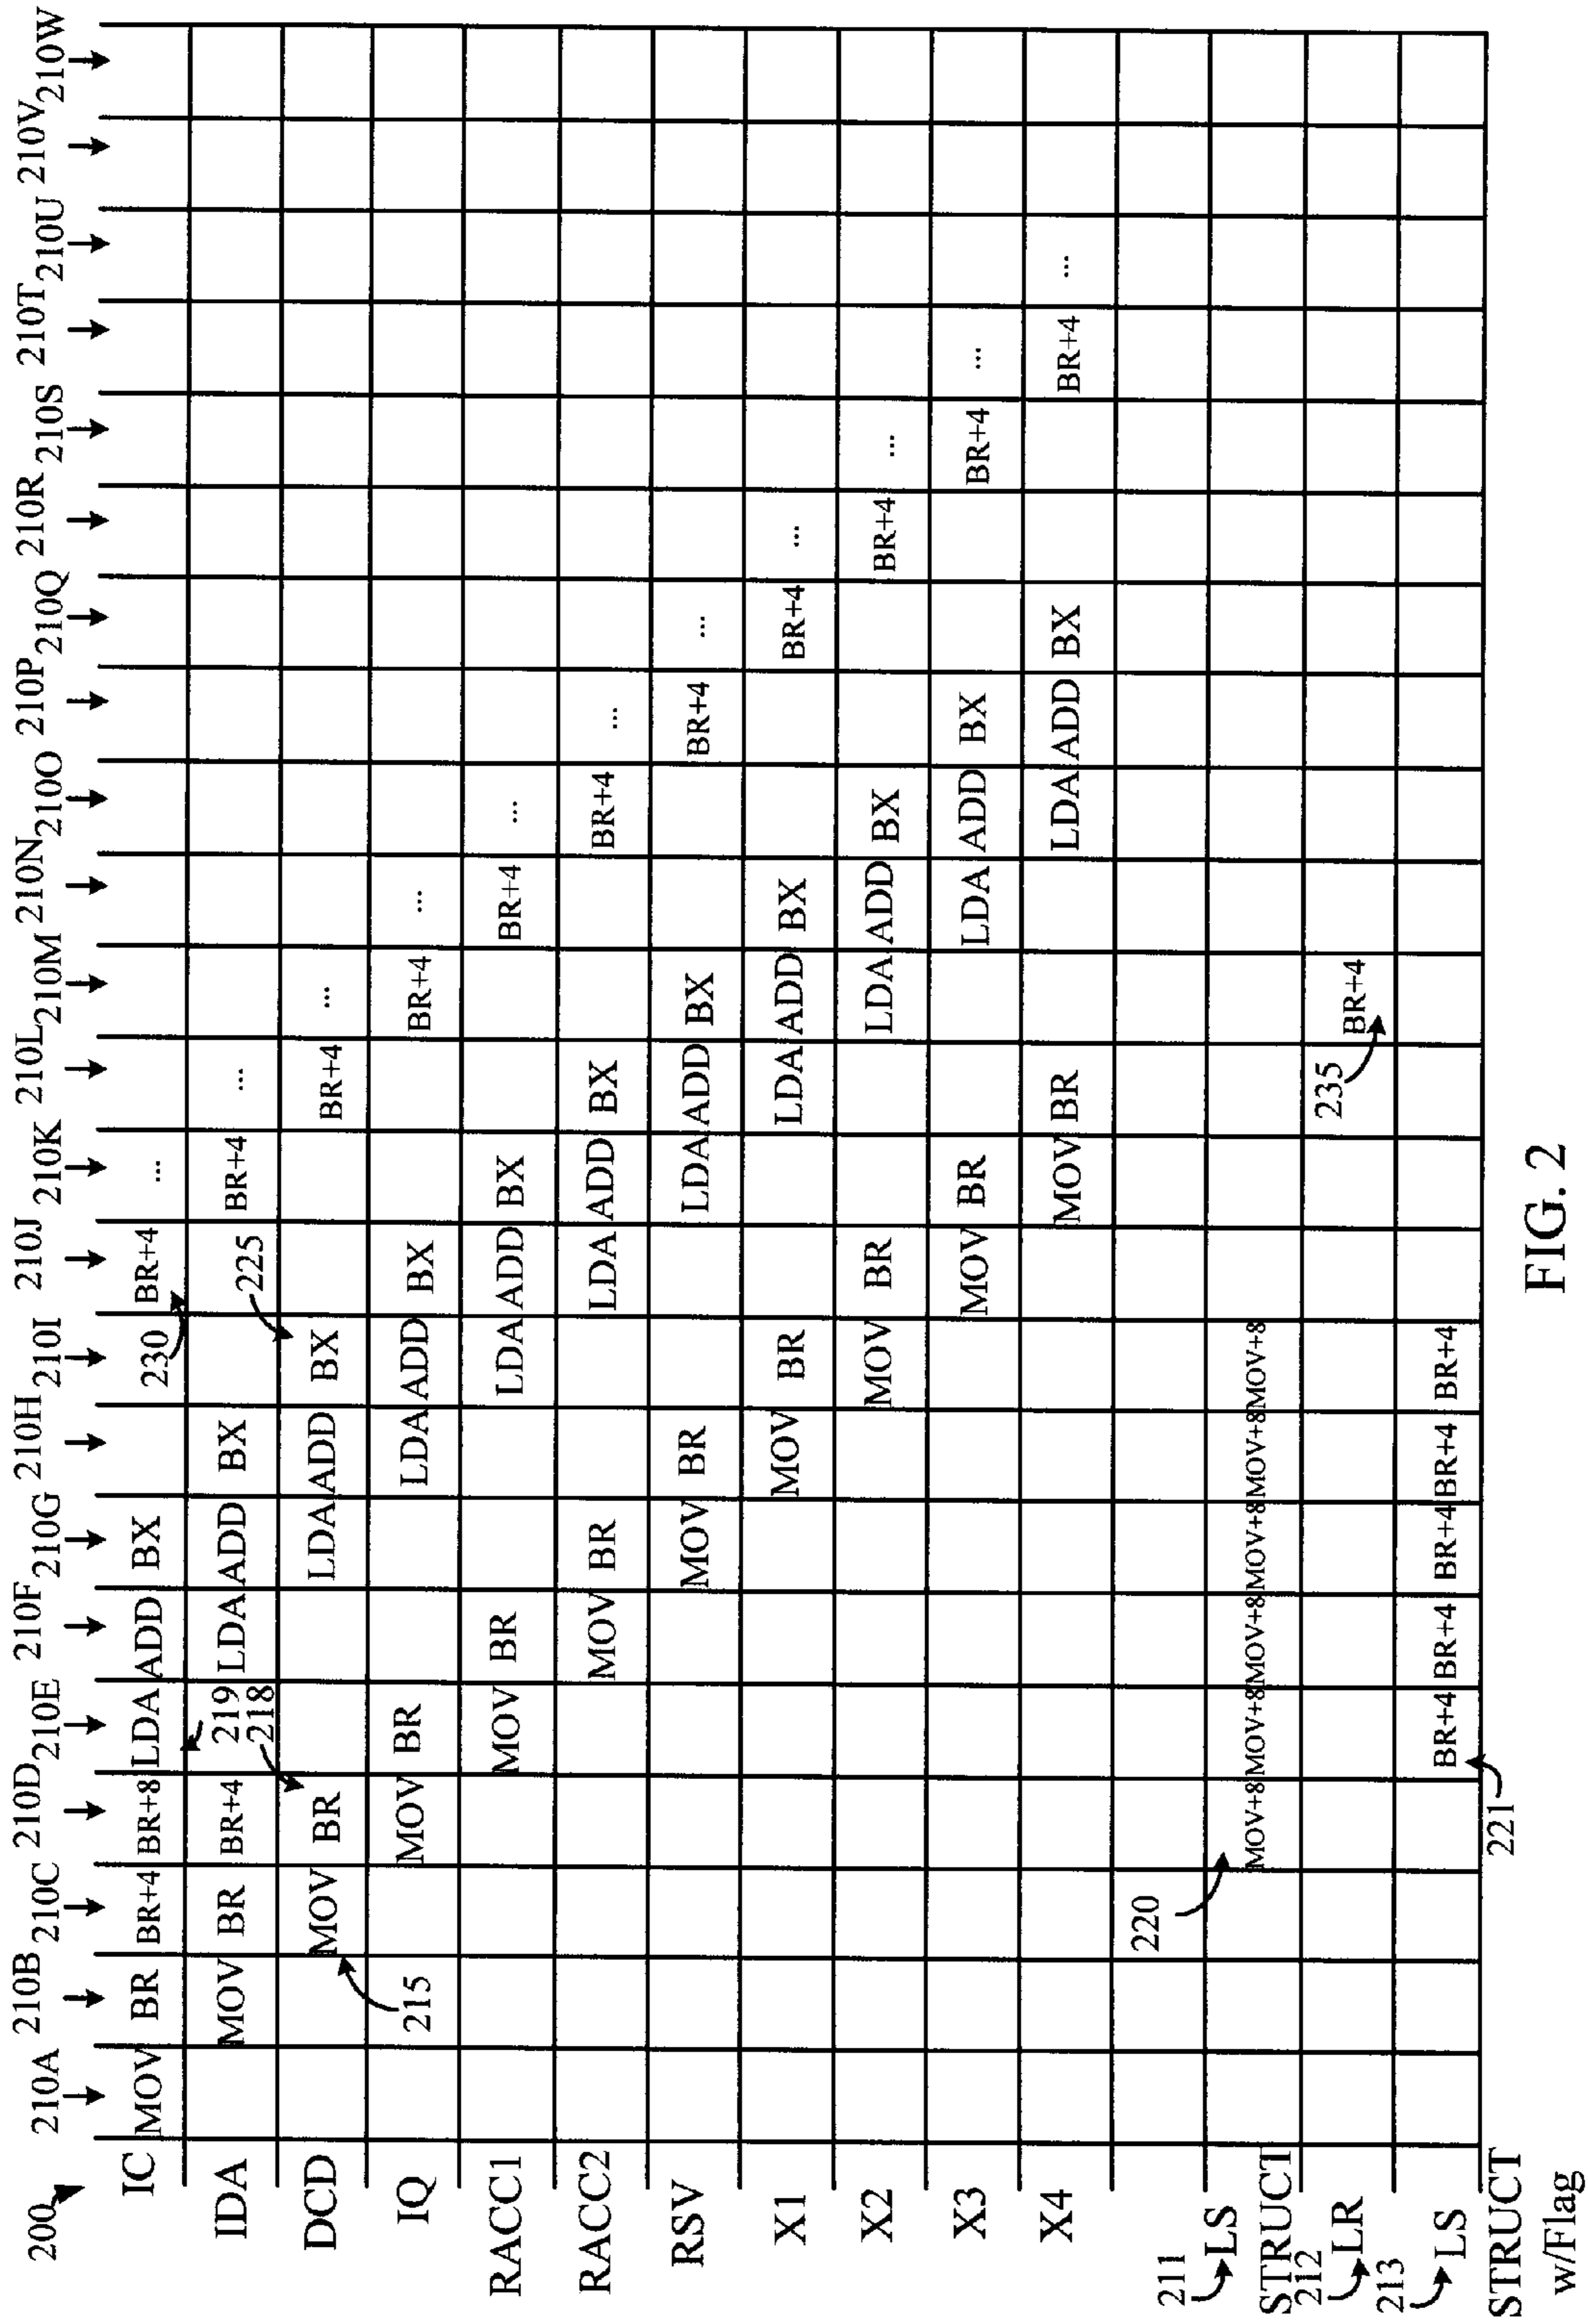 200
210A 210B 210C 210D 210E 210F 210G 210H 210I 210J 210K 210L 210M 210N 210O 210P 210Q 210R 210S 210T 210U 210V 210W
IC MOV BR BR+4 BR+8 LDA ADD BX 230 BR+4 ...
219
IDA MOV BR BR+4 LDA ADD BX BR+4 ...
218 225
DCD MOV BR LDA ADD BX BR+4 ...
IQ 215 MOV BR LDA ADD BX BR+4 ...
RACC1 MOV BR LDA ADD BX BR+4 ...
RACC2 MOV BR LDA ADD BX BR+4 ...
RSV MOV BR LDA ADD BX BR+4 ...
X1 MOV BR LDA ADD BX BR+4 ...
X2 MOV BR LDA ADD BX BR+4 ...
X3 MOV BR LDA ADD BX BR+4 ...
X4 MOV BR LDA ADD BX BR+4 ...
211 220
LS
STRUCT MOV+8 MOV+8 MOV+8 MOV+8 MOV+8 MOV+8
212 235
LR BR+4
213
LS BR+4 BR+4 BR+4 BR+4 BR+4
STRUCT 221
w/Flag
FIG. 2